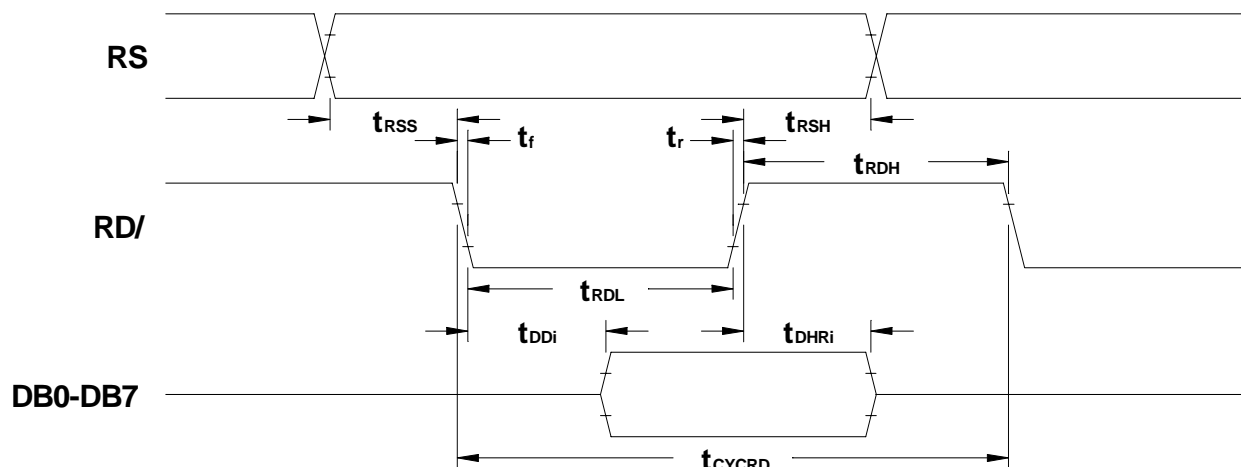 RS
tRSS
tf
tr
tRSH
tRDH
RD/
tRDL
tDDi
tDHRi
DB0-DB7
tCYCRD